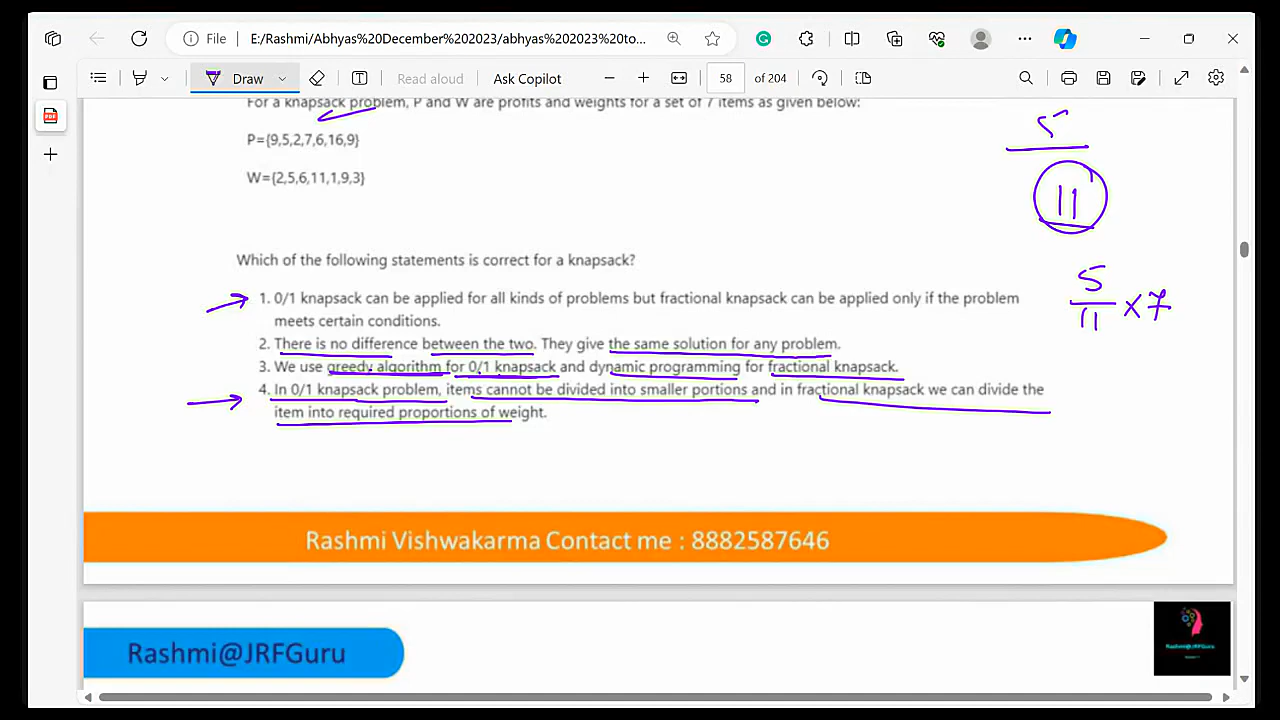 File
E:/Rashmi/Abhyas%20December%202023/abhyas%202023%20to...
Draw
Read aloud
Ask Copilot
58
of 204
For a knapsack problem, P and W are profits and weights for a set of 7 items as given below:
P={9,5,2,7,6,16,9}
W={2,5,6,11,1,9,3}
5
11
5
11 × 7
Which of the following statements is correct for a knapsack?
1. 0/1 knapsack can be applied for all kinds of problems but fractional knapsack can be applied only if the problem
meets certain conditions.
2. There is no difference between the two. They give the same solution for any problem.
3. We use greedy algorithm for 0/1 knapsack and dynamic programming for fractional knapsack.
4. In 0/1 knapsack problem, items cannot be divided into smaller portions and in fractional knapsack we can divide the
item into required proportions of weight.
Rashmi Vishwakarma Contact me : 8882587646
Rashmi@JRFGuru